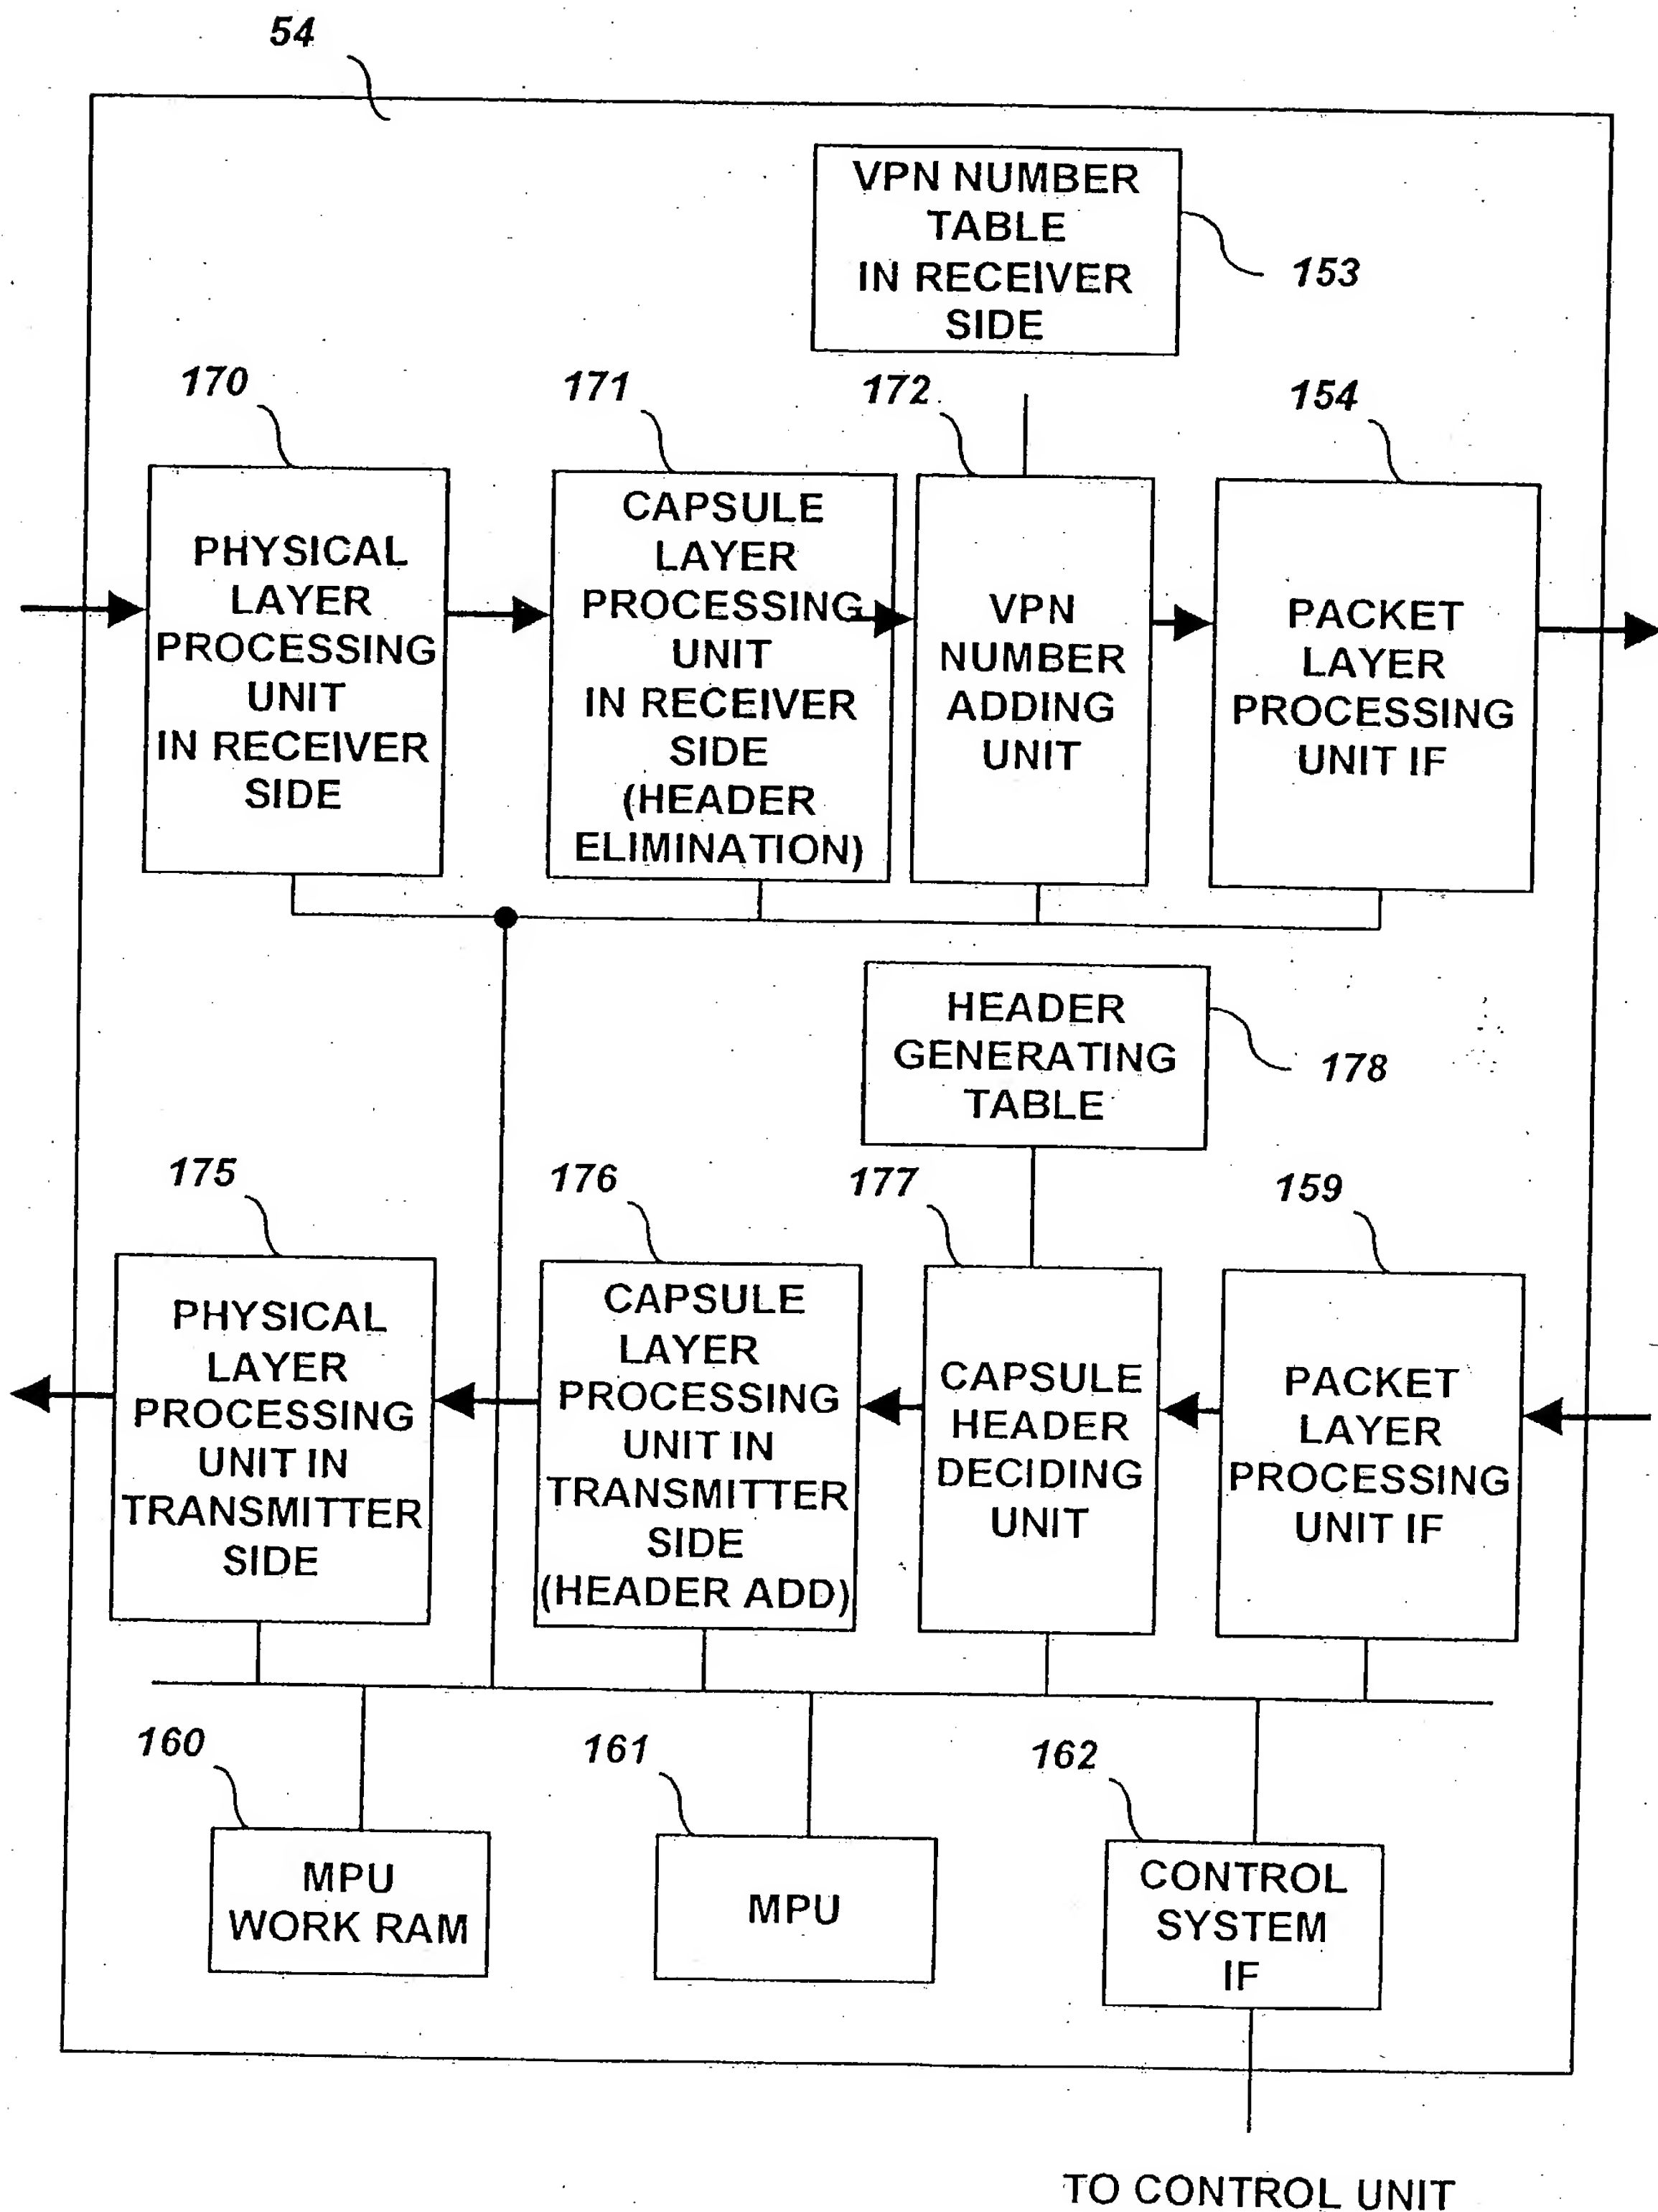 54
VPN NUMBER
TABLE
IN RECEIVER
SIDE
153
170
171
172
154
PHYSICAL
LAYER
PROCESSING
UNIT
IN RECEIVER
SIDE
CAPSULE
LAYER
PROCESSING
UNIT
IN RECEIVER
SIDE
(HEADER
ELIMINATION)
VPN
NUMBER
ADDING
UNIT
PACKET
LAYER
PROCESSING
UNIT IF
HEADER
GENERATING
TABLE
178
175
176
177
159
PHYSICAL
LAYER
PROCESSING
UNIT IN
TRANSMITTER
SIDE
CAPSULE
LAYER
PROCESSING
UNIT IN
TRANSMITTER
SIDE
(HEADER ADD)
CAPSULE
HEADER
DECIDING
UNIT
PACKET
LAYER
PROCESSING
UNIT IF
160
161
162
MPU
WORK RAM
MPU
CONTROL
SYSTEM
IF
TO CONTROL UNIT